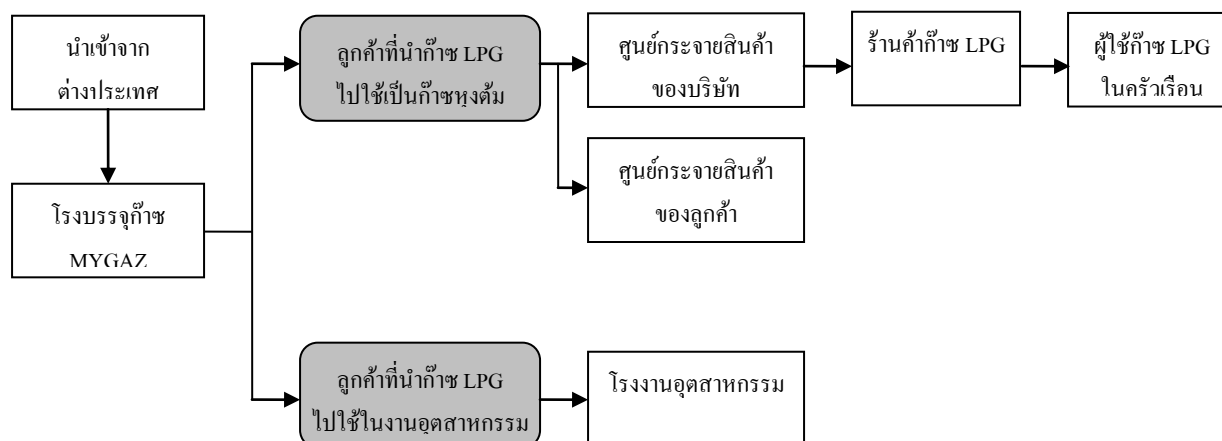 นำเข้าจาก
ต่างประเทศ
โรงบรรจุก๊าซ
MYGAZ
ลูกค้าที่นำก๊าซ LPG
ไปใช้เป็นก๊าซหุงต้ม
ศูนย์กระจายสินค้า
ของบริษัท
ร้านค้าก๊าซ LPG
ผู้ใช้ก๊าซ LPG
ในครัวเรือน
ศูนย์กระจายสินค้า
ของลูกค้า
ลูกค้าที่นำก๊าซ LPG
ไปใช้ในงานอุตสาหกรรม
โรงงานอุตสาหกรรม